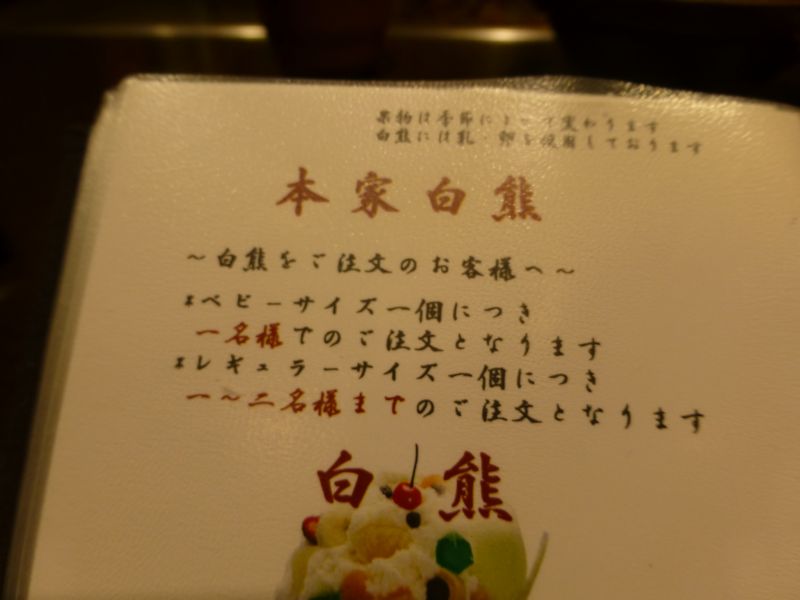 果物は季節によって変わります
白熊には乳・卵を使用しております
本家白熊
～白熊をご注文のお客様へ～
*ベビーサイズ一個につき
一名様でのご注文となります
*レギュラーサイズ一個につき
一～二名様までのご注文となります
白熊